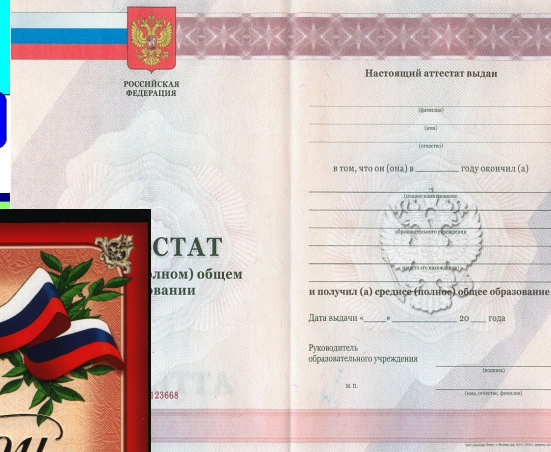 РОССИЙСКАЯ
ФЕДЕРАЦИЯ
СТАТ
олном) общем
овании
123668
Настоящий аттестат выдан
(фамилия)
(имя)
(отчество)
в том, что он (она) в ________ году окончил (а)
(полное наименование
образовательного учреждения
и место его нахождения)
и получил (а) среднее (полное) общее образование
Дата выдачи «____» ____________ 20 ___ года
Руководитель
образовательного учреждения
(подпись)
М. П.
(имя, отчество, фамилия)